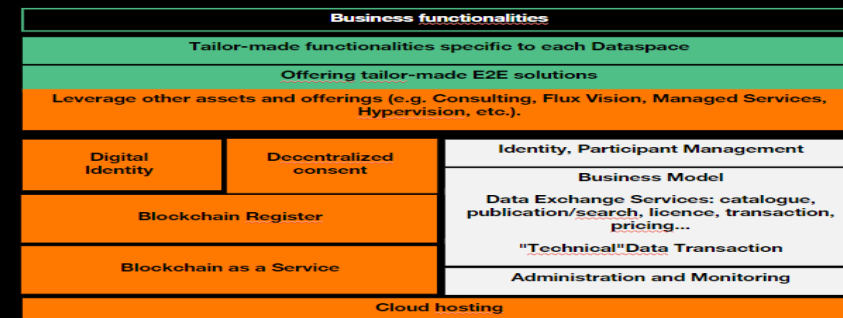 Business functionalities
Tailor-made functionalities specific to each Dataspace
Offering tailor-made E2E solutions
Leverage other assets and offerings (e.g. Consulting, Flux Vision, Managed Services,
Hypervision, etc.).
Digital
Identity
Decentralized
consent
Blockchain Register
Blockchain as a Service
Identity, Participant Management
Business Model
Data Exchange Services: catalogue,
publication/search, licence, transaction,
pricing...
"Technical"Data Transaction
Administration and Monitoring
Cloud hosting